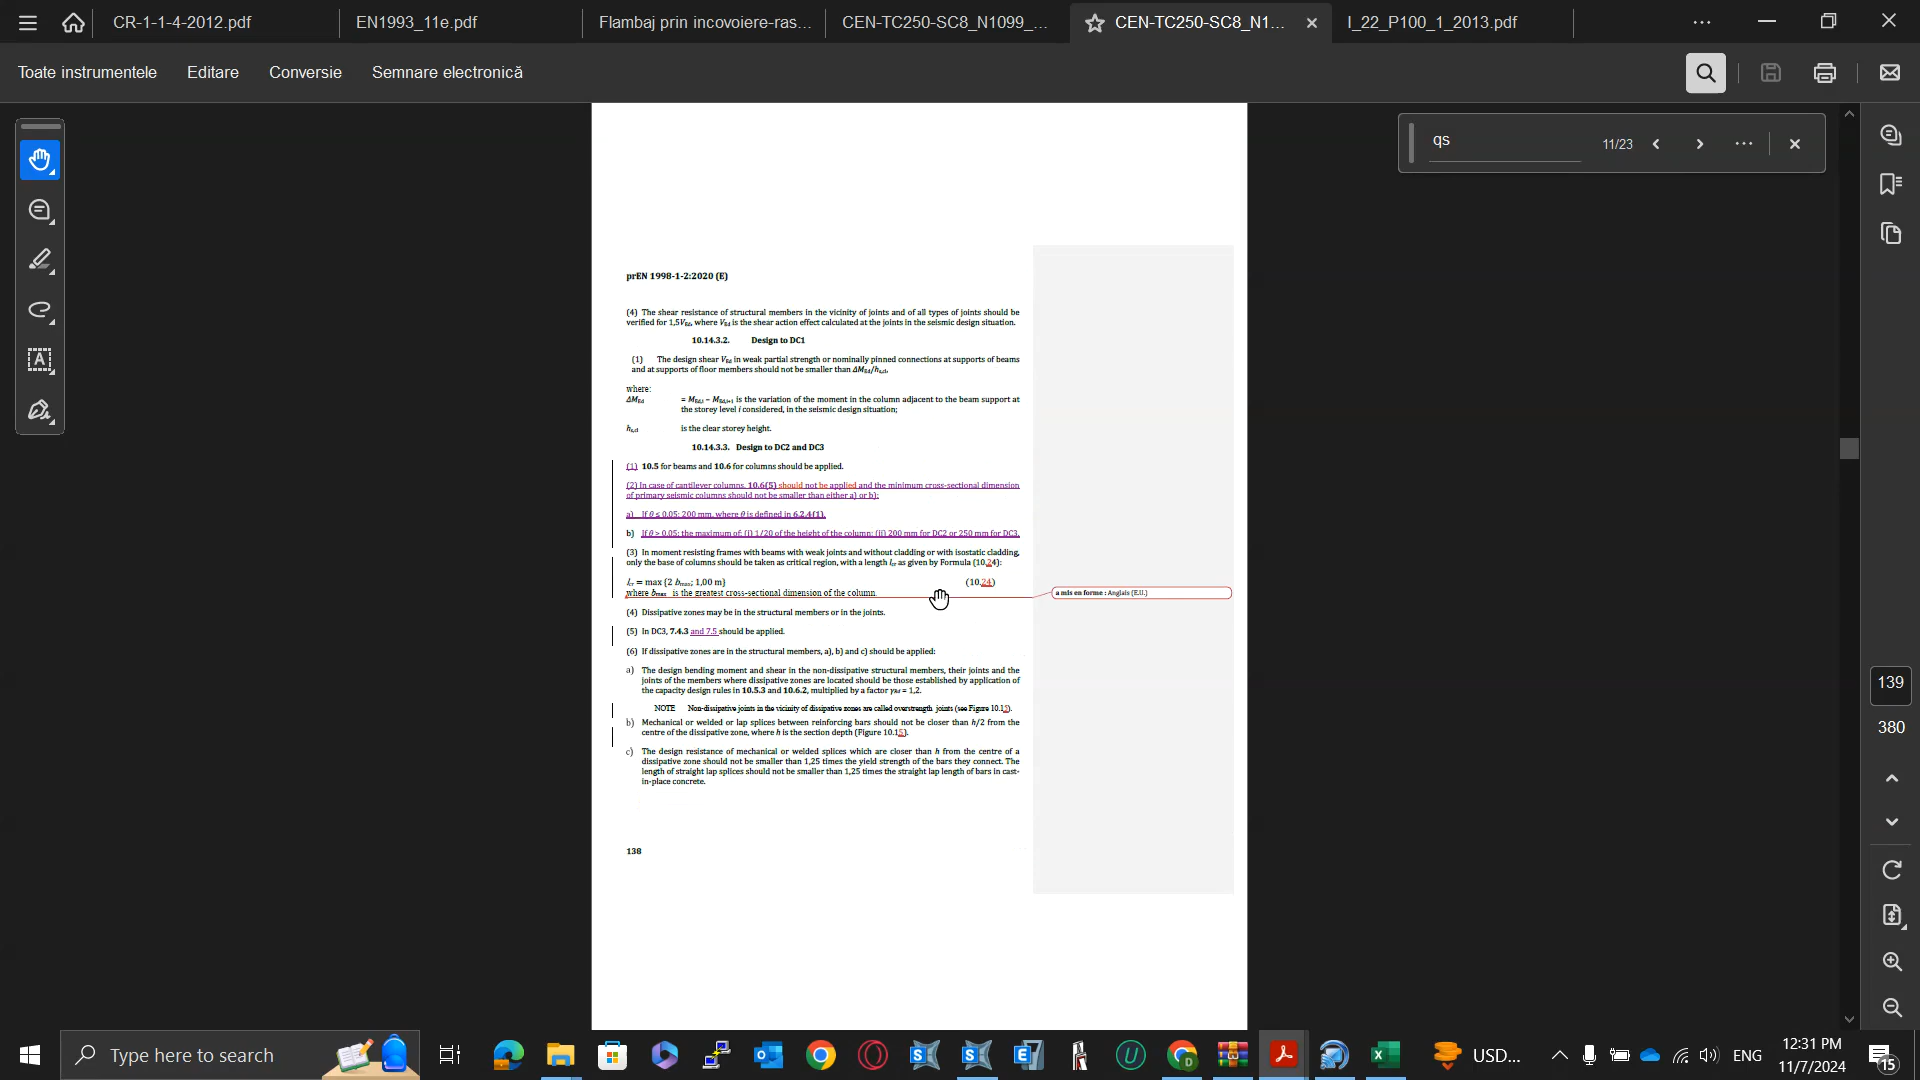 CR-1-1-4-2012.pdf
EN1993_11e.pdf
Flambaj prin incovoiere-ras...
CEN-TC250-SC8_N1099_...
CEN-TC250-SC8_N1...
I_22_P100_1_2013.pdf
Toate instrumentele
Editare
Conversie
Semnare electronică
qs
11/23
prEN 1998-1-2:2020 (E)
(4) The shear resistance of structural members in the vicinity of joints and of all types of joints should be
verified for 1,5VEd, where VEd is the shear action effect calculated at the joints in the seismic design situation.
10.14.3.2. Design to DC1
(1) The design shear VEd in weak partial strength or nominally pinned connections at supports of beams
and at supports of floor members should not be smaller than ΔMEd/hs,cl,
where:
ΔMEd = MEd,i – MEd,i+1 is the variation of the moment in the column adjacent to the beam support at
the storey level i considered, in the seismic design situation;
hs,cl is the clear storey height.
10.14.3.3. Design to DC2 and DC3
(1) 10.5 for beams and 10.6 for columns should be applied.
(2) In case of cantilever columns, 10.6(5) should not be applied and the minimum cross-sectional dimension
of primary seismic columns should not be smaller than either a) or b):
a) If θ ≤ 0.05: 200 mm, where θ is defined in 6.2.4(1).
b) If θ > 0.05: the maximum of: (i) 1/20 of the height of the column; (ii) 200 mm for DC2 or 250 mm for DC3.
(3) In moment resisting frames with beams with weak joints and without cladding or with isostatic cladding,
only the base of columns should be taken as critical region, with a length lcr as given by Formula (10.24):
lcr = max {2 bmax; 1,00 m} (10.24)
where bmax is the greatest cross-sectional dimension of the column.
a mis en forme : Anglais (E.U.)
(4) Dissipative zones may be in the structural members or in the joints.
(5) In DC3, 7.4.3 and 7.5 should be applied.
(6) If dissipative zones are in the structural members, a), b) and c) should be applied:
a) The design bending moment and shear in the non-dissipative structural members, their joints and the
joints of the members where dissipative zones are located should be those established by application of
the capacity design rules in 10.5.3 and 10.6.2, multiplied by a factor γRd = 1,2.
NOTE Non-dissipative joints in the vicinity of dissipative zones are called overstrength joints (see Figure 10.15).
b) Mechanical or welded or lap splices between reinforcing bars should not be closer than h/2 from the
centre of the dissipative zone, where h is the section depth (Figure 10.15).
c) The design resistance of mechanical or welded splices which are closer than h from the centre of a
dissipative zone should not be smaller than 1,25 times the yield strength of the bars they connect. The
length of straight lap splices should not be smaller than 1,25 times the straight lap length of bars in cast-
in-place concrete.
138
139
380
Type here to search
USD...
ENG
12:31 PM
11/7/2024
15